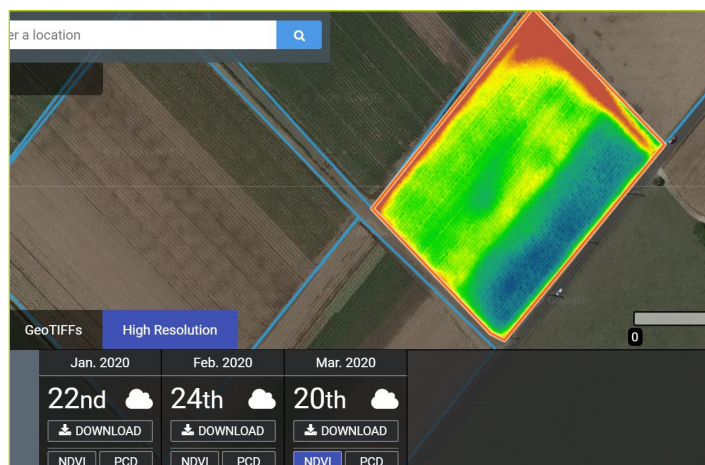 er a location
GeoTIFFs High Resolution
0
Jan. 2020 Feb. 2020 Mar. 2020
22nd 24th 20th
DOWNLOAD DOWNLOAD DOWNLOAD
NDVI PCD NDVI PCD NDVI PCD